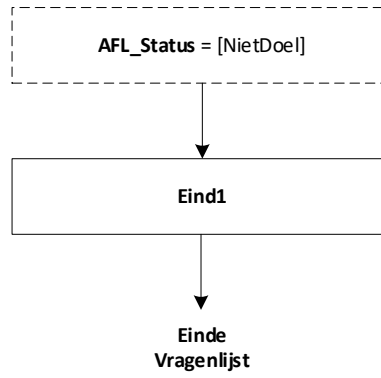 AFL_Status = [NietDoel]
Eind1
Einde
Vragenlijst